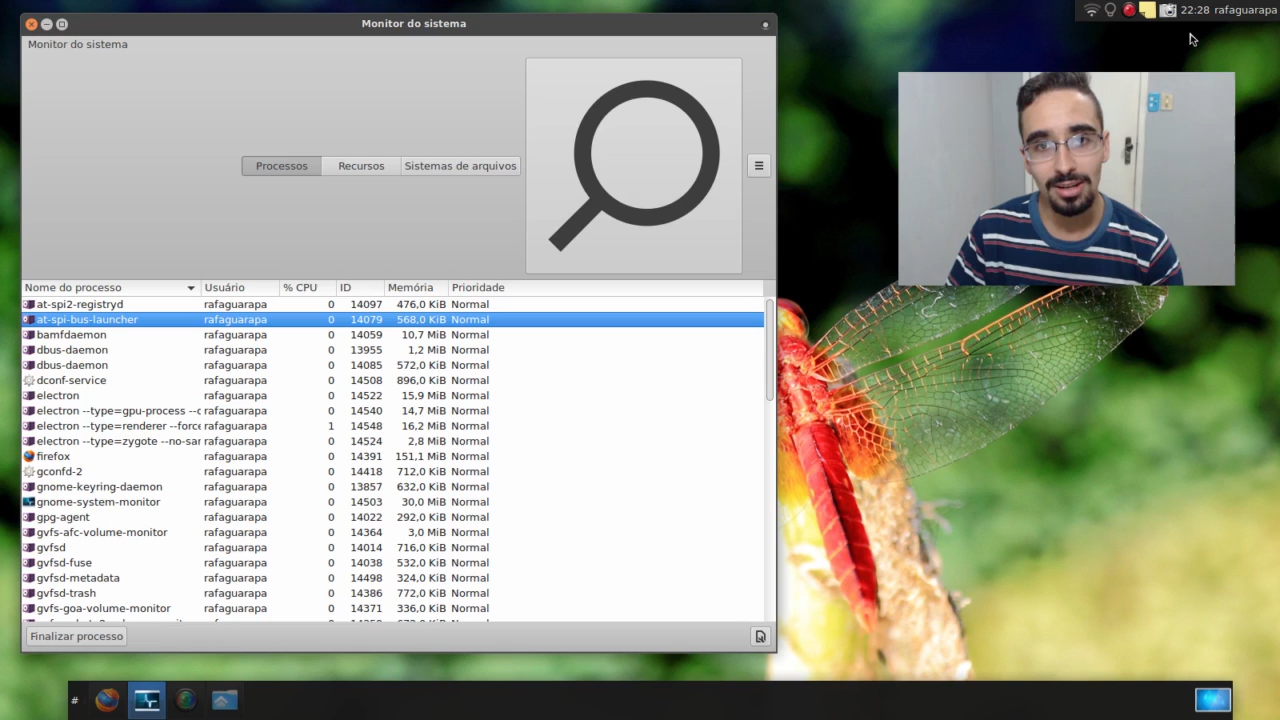 Monitor do sistema
22:28 rafaguarapa
Monitor do sistema
Processos Recursos Sistemas de arquivos
Nome do processo Usuário % CPU ID Memória Prioridade
at-spi2-registryd rafaguarapa 0 14097 476,0 KiB Normal
at-spi-bus-launcher rafaguarapa 0 14079 568,0 KiB Normal
bamfdaemon rafaguarapa 0 14059 10,7 MiB Normal
dbus-daemon rafaguarapa 0 13955 1,2 MiB Normal
dbus-daemon rafaguarapa 0 14085 572,0 KiB Normal
dconf-service rafaguarapa 0 14508 896,0 KiB Normal
electron rafaguarapa 0 14522 15,9 MiB Normal
electron --type=gpu-process --c rafaguarapa 0 14540 14,7 MiB Normal
electron --type=renderer --force rafaguarapa 1 14548 16,2 MiB Normal
electron --type=zygote --no-sar rafaguarapa 0 14524 2,8 MiB Normal
firefox rafaguarapa 0 14391 151,1 MiB Normal
gconfd-2 rafaguarapa 0 14418 712,0 KiB Normal
gnome-keyring-daemon rafaguarapa 0 13857 632,0 KiB Normal
gnome-system-monitor rafaguarapa 0 14503 30,0 MiB Normal
gpg-agent rafaguarapa 0 14022 292,0 KiB Normal
gvfs-afc-volume-monitor rafaguarapa 0 14364 3,0 MiB Normal
gvfsd rafaguarapa 0 14014 716,0 KiB Normal
gvfsd-fuse rafaguarapa 0 14038 532,0 KiB Normal
gvfsd-metadata rafaguarapa 0 14498 324,0 KiB Normal
gvfsd-trash rafaguarapa 0 14386 772,0 KiB Normal
gvfs-goa-volume-monitor rafaguarapa 0 14371 336,0 KiB Normal
Finalizar processo
#